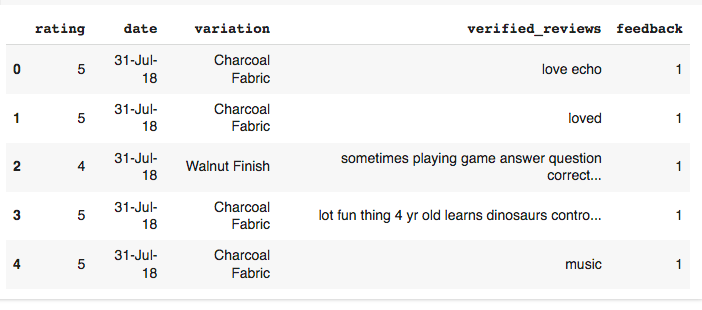 rating date variation verified_reviews feedback
0 5 31-Jul-18 Charcoal Fabric love echo 1
1 5 31-Jul-18 Charcoal Fabric loved 1
2 4 31-Jul-18 Walnut Finish sometimes playing game answer question correct... 1
3 5 31-Jul-18 Charcoal Fabric lot fun thing 4 yr old learns dinosaurs contro... 1
4 5 31-Jul-18 Charcoal Fabric music 1